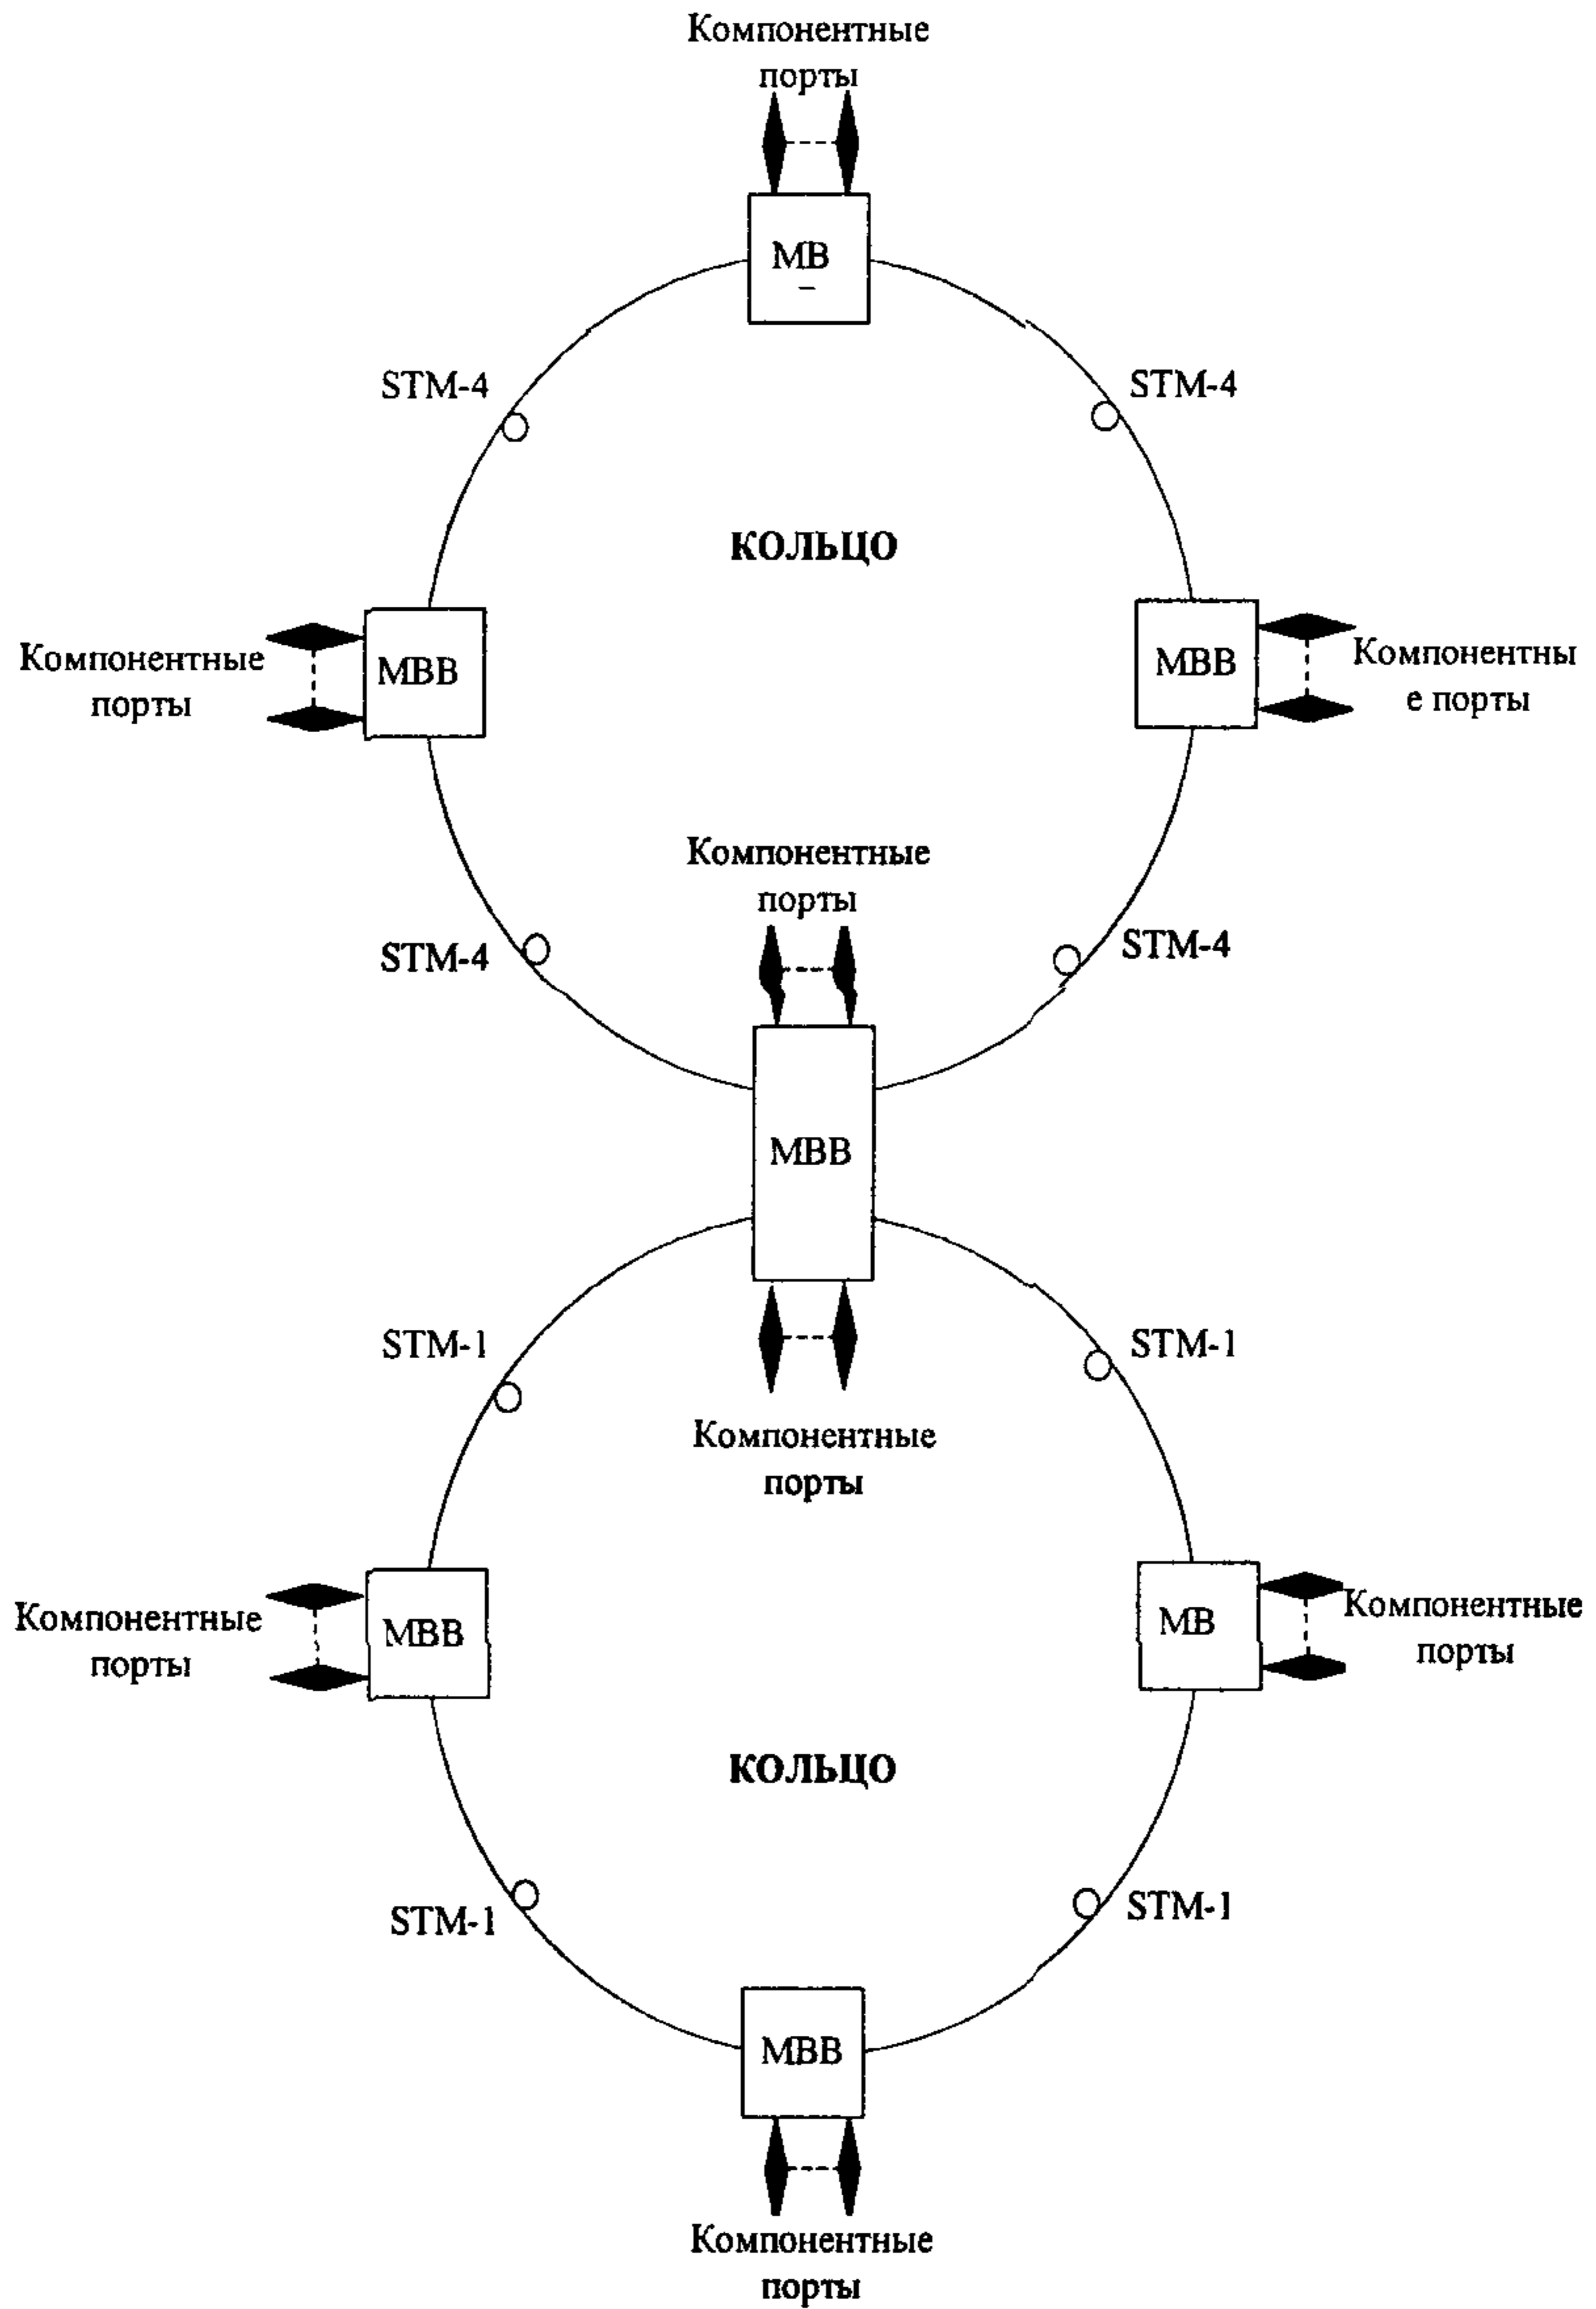 Компонентные
порты
МВ
STM-4
STM-4
КОЛЬЦО
Компонентные
порты
МВВ
МВВ
Компонентны
е порты
Компонентные
порты
STM-4
STM-4
МВВ
STM-1
STM-1
Компонентные
порты
Компонентные
порты
МВВ
МВ
Компонентные
порты
КОЛЬЦО
STM-1
STM-1
МВВ
Компонентные
порты